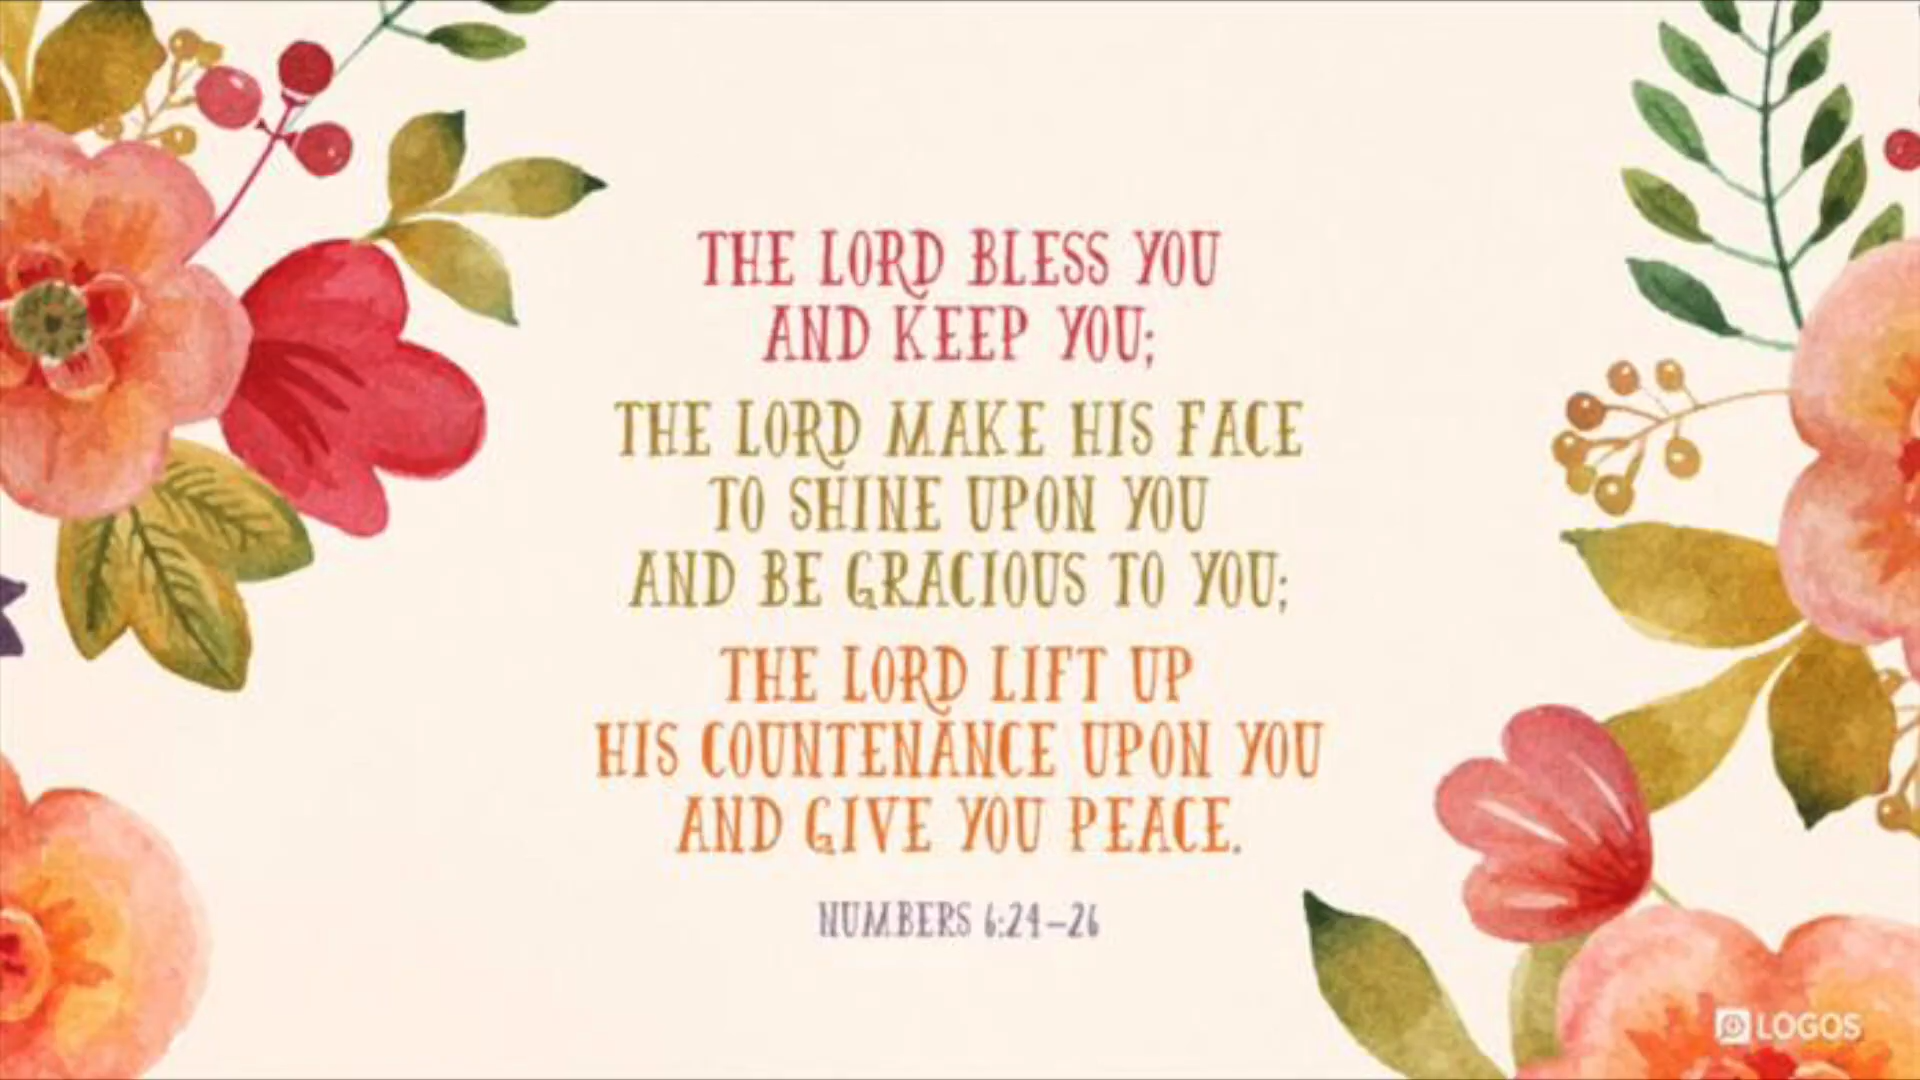 THE LORD BLESS YOU
AND KEEP YOU;
THE LORD MAKE HIS FACE
TO SHINE UPON YOU
AND BE GRACIOUS TO YOU;
THE LORD LIFT UP
HIS COUNTENANCE UPON YOU
AND GIVE YOU PEACE.
NUMBERS 6:24–26
LOGOS